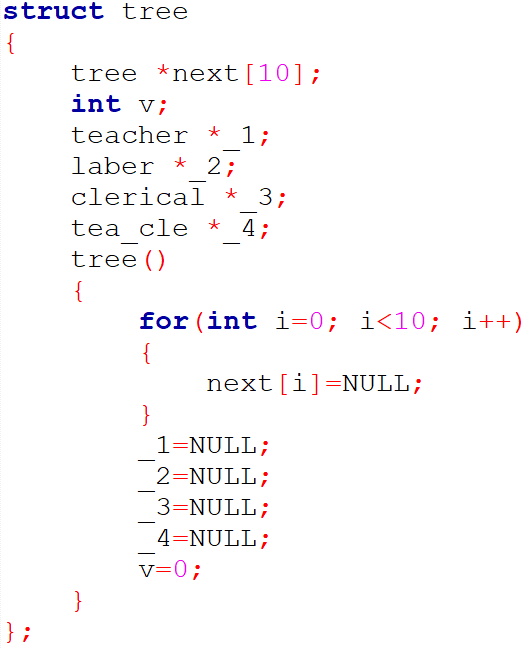 struct tree
{
    tree *next[10];
    int v;
    teacher *_1;
    laber *_2;
    clerical *_3;
    tea_cle *_4;
    tree()
    {
        for(int i=0; i<10; i++)
        {
            next[i]=NULL;
        }
        _1=NULL;
        _2=NULL;
        _3=NULL;
        _4=NULL;
        v=0;
    }
};